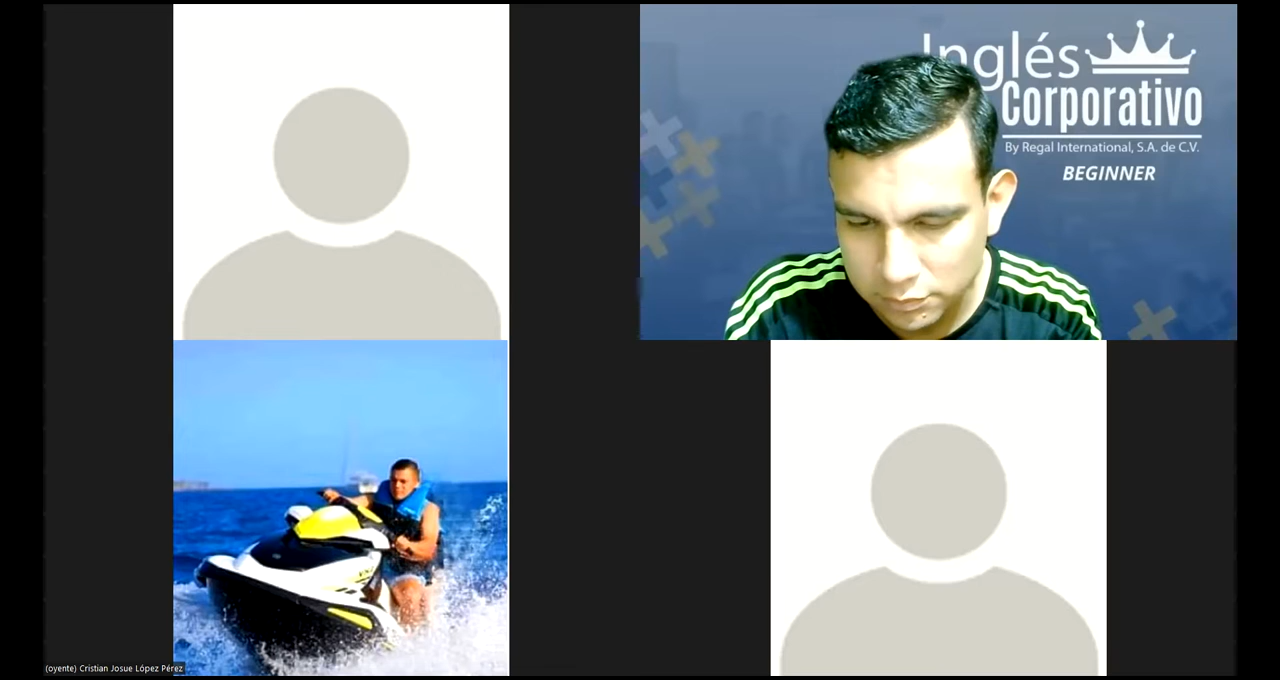 Inglés
Corporativo
By Regal International, S.A. de C.V.
BEGINNER
(oyente) Cristian Josue López Pérez